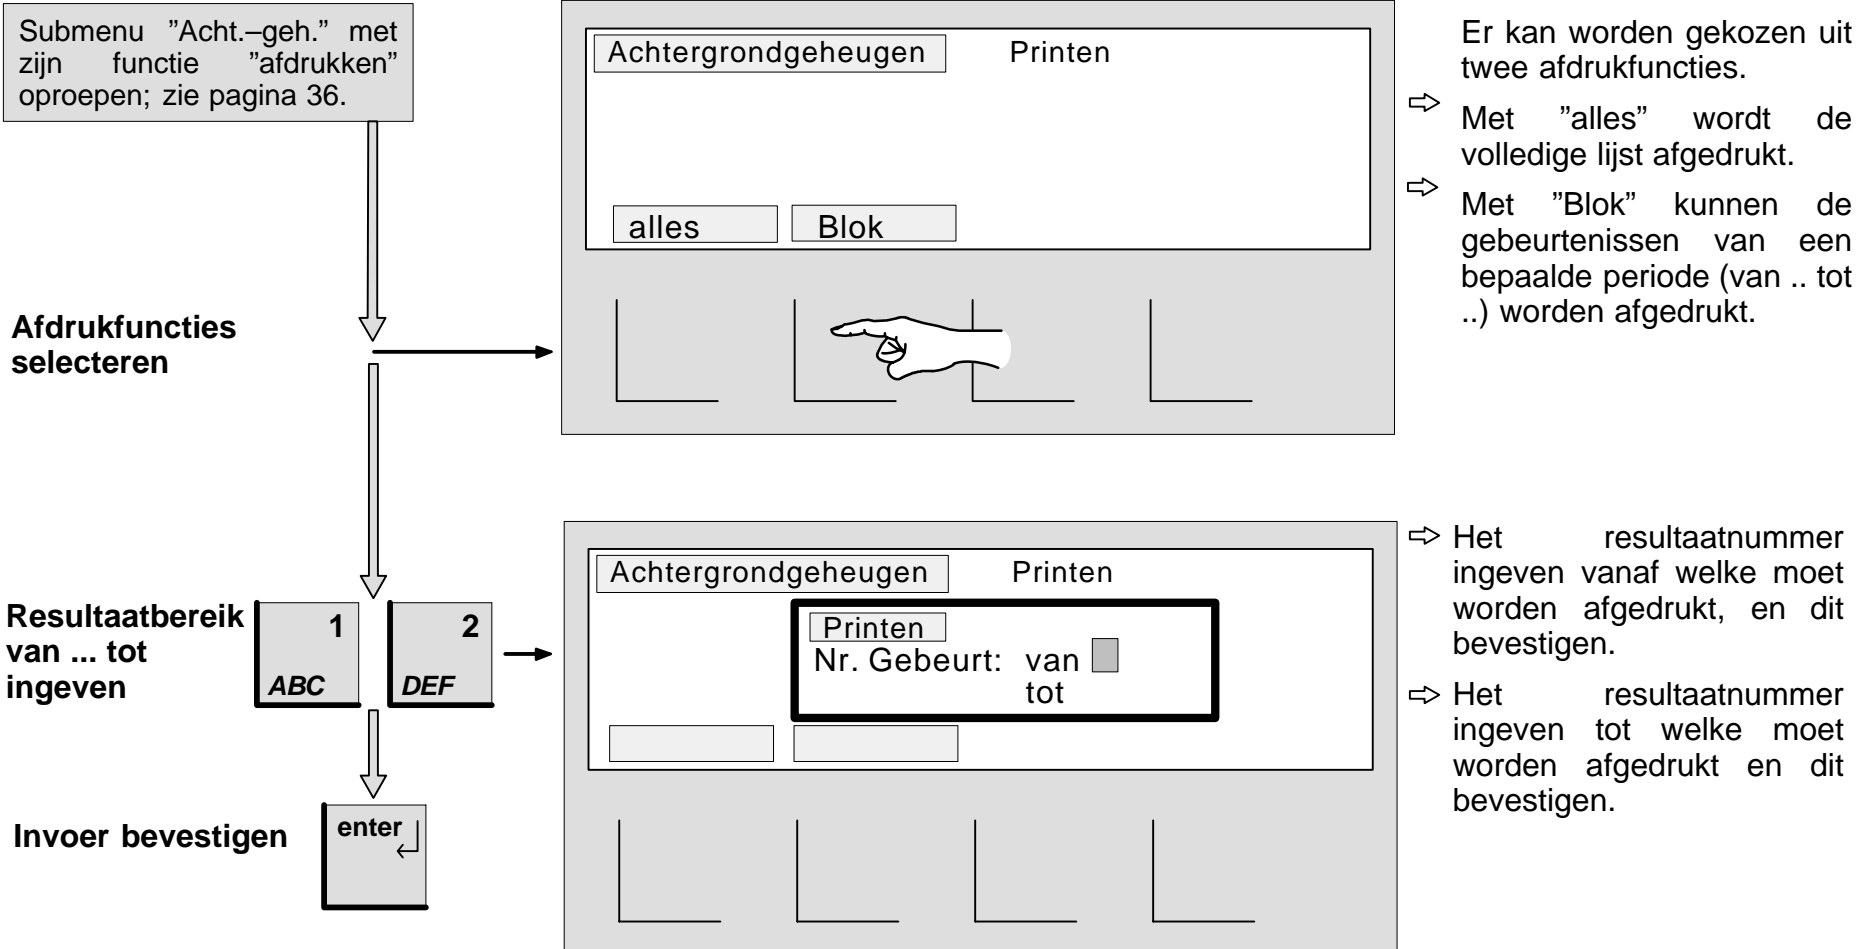 Submenu ”Acht.–geh.” met
zijn functie ”afdrukken”
oproepen; zie pagina 36.
Achtergrondgeheugen Printen
alles Blok
Er kan worden gekozen uit
twee afdrukfuncties.
⇨ Met ”alles” wordt de
volledige lijst afgedrukt.
⇨ Met ”Blok” kunnen de
gebeurtenissen van een
bepaalde periode (van .. tot
..) worden afgedrukt.
Afdrukfuncties
selecteren
Resultaatbereik
van ... tot
ingeven
1
ABC
2
DEF
Achtergrondgeheugen Printen
Printen
Nr. Gebeurt: van
tot
⇨ Het resultaatnummer
ingeven vanaf welke moet
worden afgedrukt, en dit
bevestigen.
⇨ Het resultaatnummer
ingeven tot welke moet
worden afgedrukt en dit
bevestigen.
Invoer bevestigen
enter